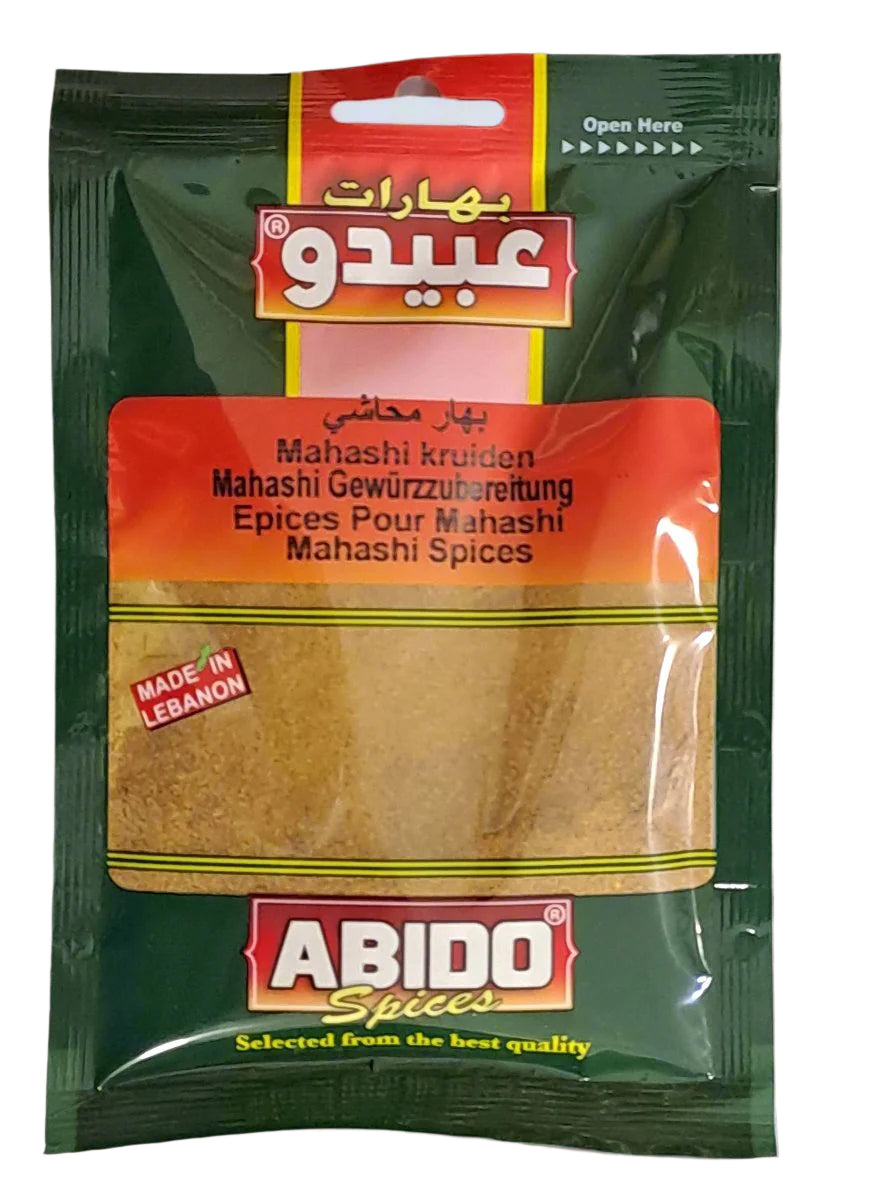 Open Here
بهارات
عبيدو®
بهار محاشي
Mahashi kruiden
Mahashi Gewürzzubereitung
Epices Pour Mahashi
Mahashi Spices
MADE IN
LEBANON
ABIDO®
Spices
Selected from the best quality